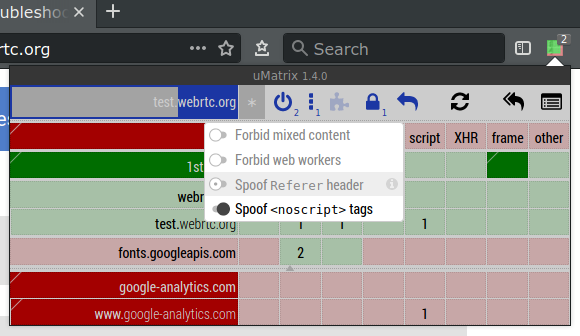 ubleshoo
rtc.org
Search
2
es
uMatrix 1.4.0
test.webrtc.org
*
2
1
1
script XHR frame other
Forbid mixed content
Forbid web workers
Spoof Referer header
Spoof <noscript> tags
1st
webr
test.webrtc.org 1 1 1
fonts.googleapis.com 2
google-analytics.com
www.google-analytics.com 1